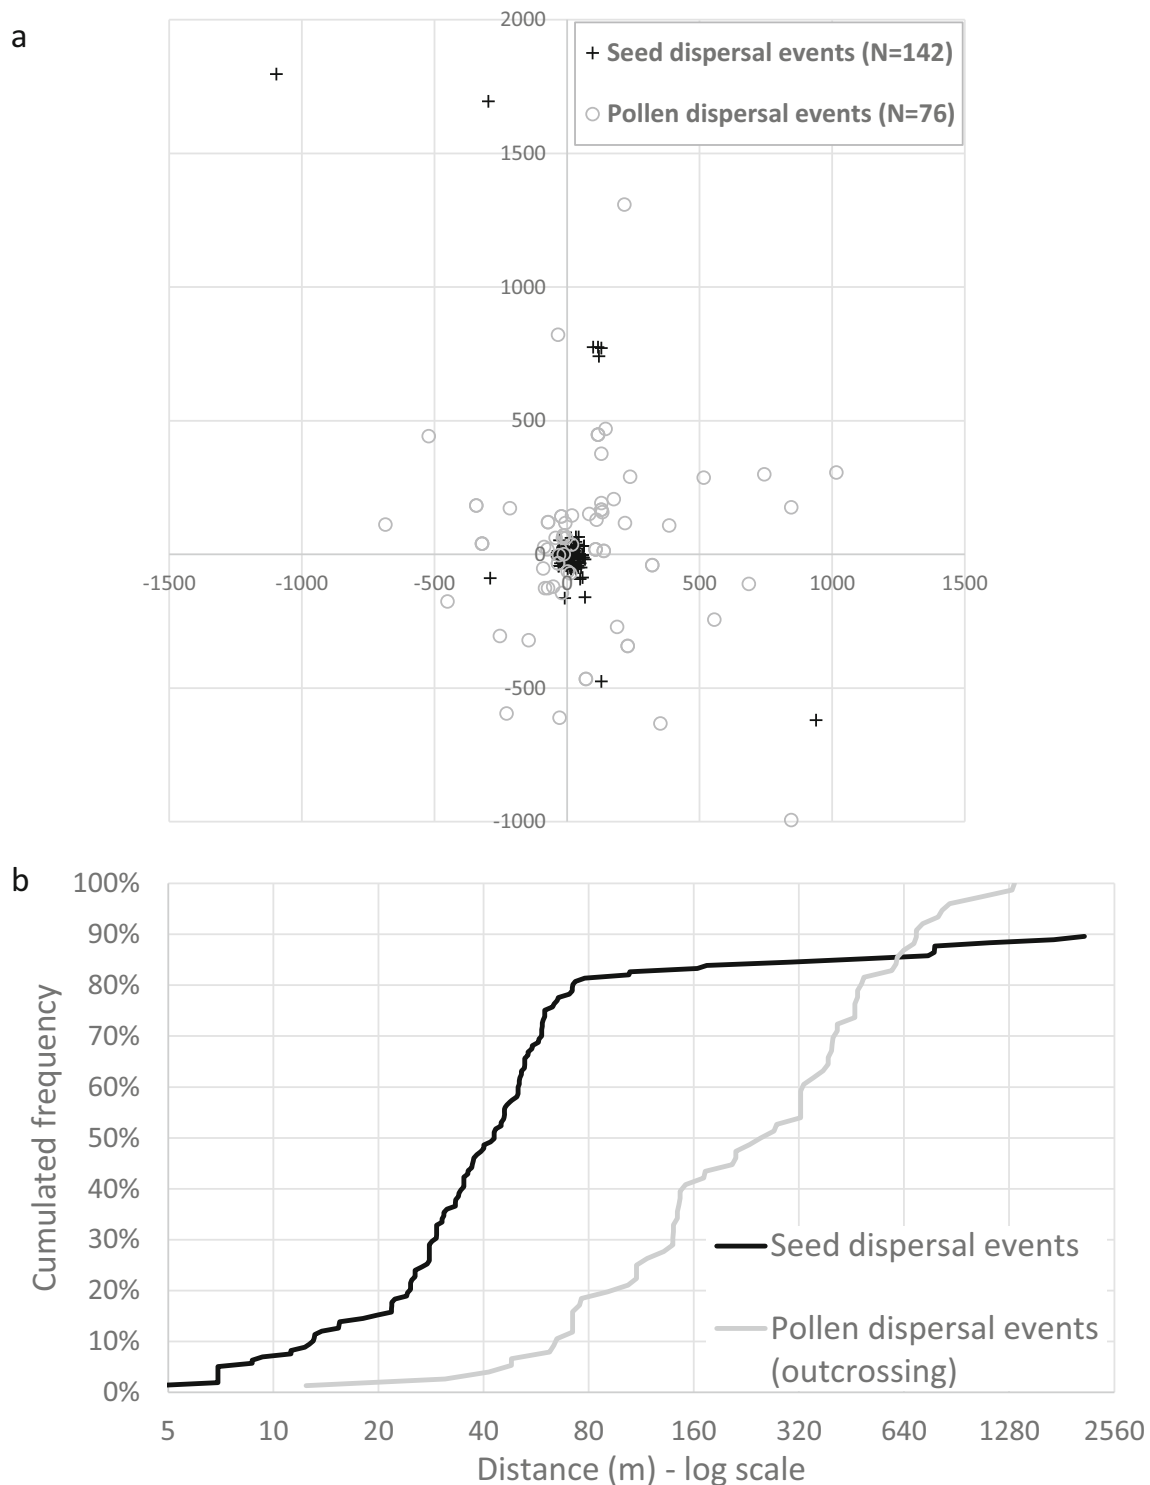 a
2000
Seed dispersal events (N=142)
Pollen dispersal events (N=76)
1500
1000
500
0
-1500 -1000 -500 0 500 1000 1500
-500
-1000
b
100%
90%
80%
70%
60%
50%
40%
30%
20%
10%
0%
Cumulated frequency
Seed dispersal events
Pollen dispersal events
(outcrossing)
5 10 20 40 80 160 320 640 1280 2560
Distance (m) - log scale